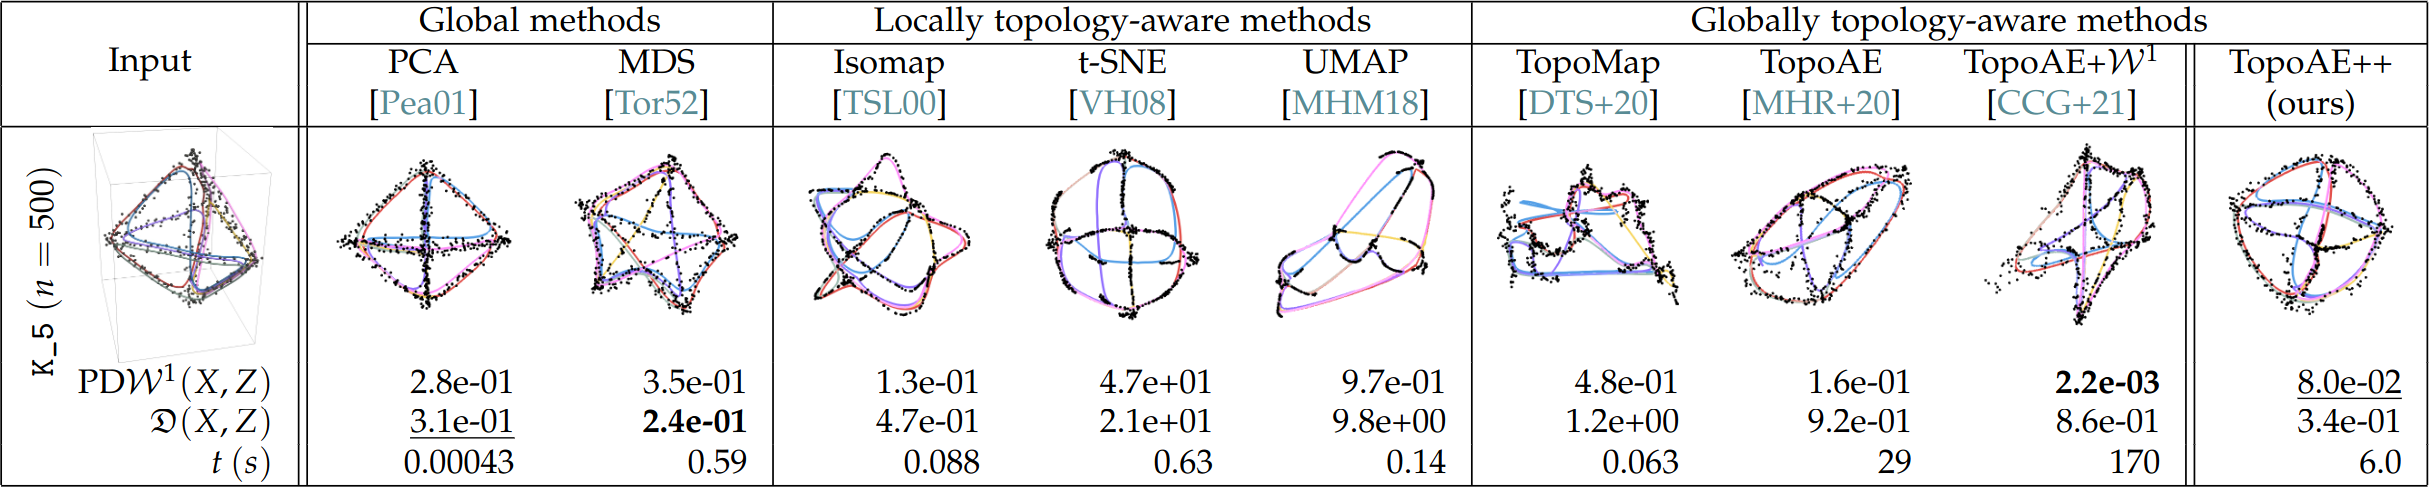 Input Global methods Locally topology-aware methods Globally topology-aware methods
PCA MDS Isomap t-SNE UMAP TopoMap TopoAE TopoAE+𝒲¹ TopoAE++
[Pea01] [Tor52] [TSL00] [VH08] [MHM18] [DTS+20] [MHR+20] [CCG+21] (ours)
K_5 (n = 500)
PD𝒲¹(X, Z) 2.8e-01 3.5e-01 1.3e-01 4.7e+01 9.7e-01 4.8e-01 1.6e-01 2.2e-03 8.0e-02
𝔇(X, Z) 3.1e-01 2.4e-01 4.7e-01 2.1e+01 9.8e+00 1.2e+00 9.2e-01 8.6e-01 3.4e-01
t (s) 0.00043 0.59 0.088 0.63 0.14 0.063 29 170 6.0